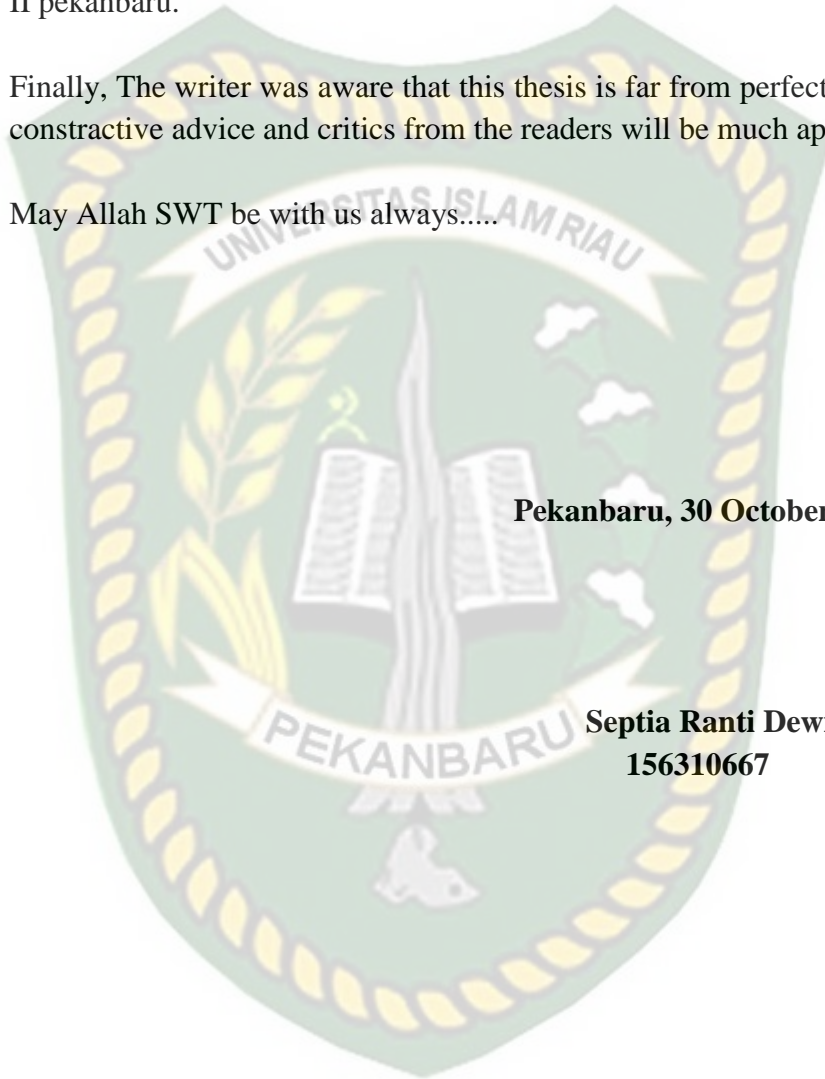 II pekanbaru.
Finally, The writer was aware that this thesis is far from perfect
constractive advice and critics from the readers will be much ap
May Allah SWT be with us always.....
UNIVERSITAS ISLAM RIAU
Pekanbaru, 30 October
Septia Ranti Dewi
156310667
PEKANBARU